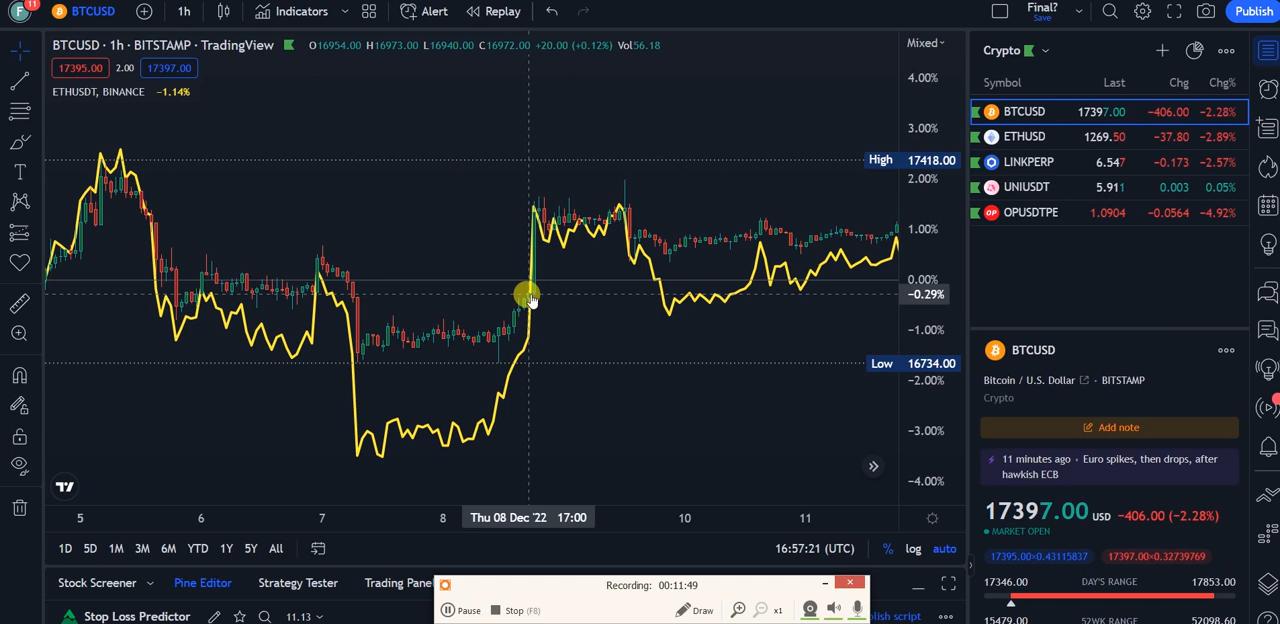 F 11 BTCUSD 1h Indicators Alert Replay Final? Save Publish
BTCUSD · 1h · BITSTAMP · TradingView O16954.00 H16973.00 L16940.00 C16972.00 +20.00 (+0.12%) Vol56.18
17395.00 2.00 17397.00
ETHUSDT, BINANCE −1.14%
Mixed
4.00%
3.00%
High 17418.00
2.00%
1.00%
0.00%
−0.29%
−1.00%
Low 16734.00
−2.00%
−3.00%
−4.00%
5 6 7 8 Thu 08 Dec '22 17:00 10 11
1D 5D 1M 3M 6M YTD 1Y 5Y All 16:57:21 (UTC) % log auto
Stock Screener Pine Editor Strategy Tester Trading Pane
Stop Loss Predictor 11.13 blish script
Recording: 00:11:49
Pause Stop (F8) Draw x1
Crypto
Symbol Last Chg Chg%
BTCUSD 17397.00 −406.00 −2.28%
ETHUSD 1269.50 −37.80 −2.89%
LINKPERP 6.547 −0.173 −2.57%
UNIUSDT 5.911 0.003 0.05%
OP OPUSDTPE 1.0904 −0.0564 −4.92%
BTCUSD
Bitcoin / U.S. Dollar · BITSTAMP
Crypto
Add note
11 minutes ago · Euro spikes, then drops, after
hawkish ECB
17397.00 USD −406.00 (−2.28%)
MARKET OPEN
17395.00×0.43115837 17397.00×0.32739769
17346.00 DAY'S RANGE 17853.00
15479.00 52WK RANGE 52098.60